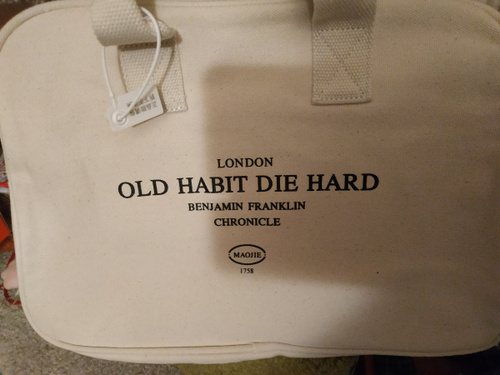 LONDON
OLD HABIT DIE HARD
BENJAMIN FRANKLIN
CHRONICLE
MAOJIE
1758